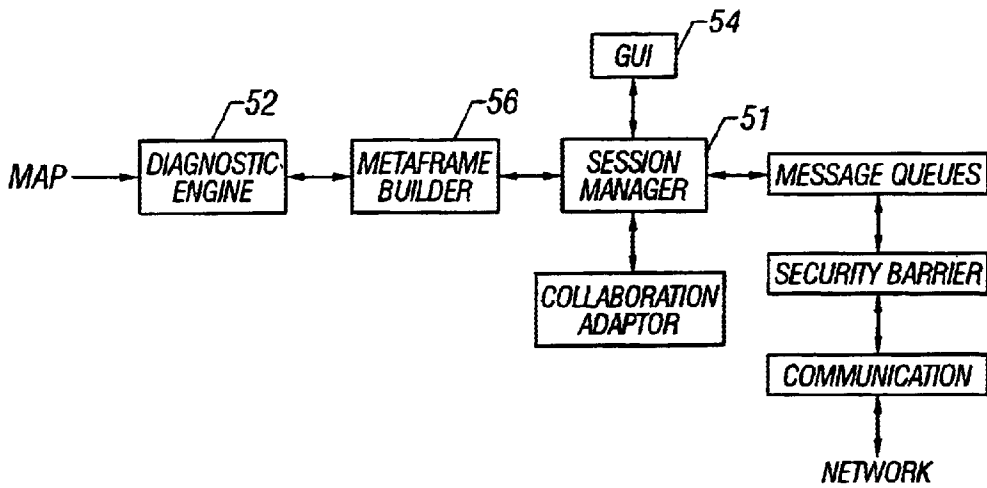 54
GUI
52
56
51
MAP
DIAGNOSTIC
ENGINE
METAFRAME
BUILDER
SESSION
MANAGER
MESSAGE QUEUES
SECURITY BARRIER
COLLABORATION
ADAPTOR
COMMUNICATION
NETWORK